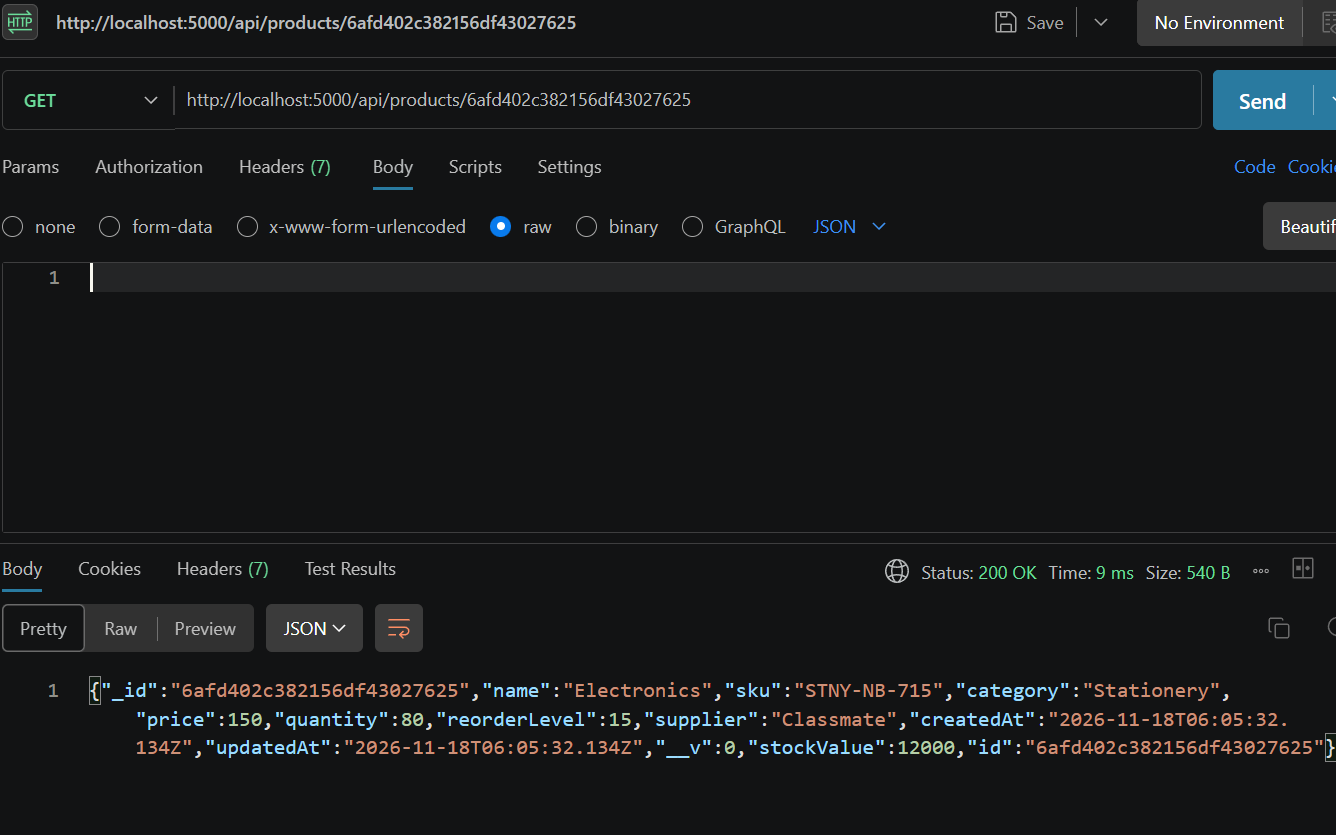 HTTP http://localhost:5000/api/products/6afd402c382156df43027625 Save No Environment
GET http://localhost:5000/api/products/6afd402c382156df43027625 Send
Params Authorization Headers (7) Body Scripts Settings Code Cookie
none form-data x-www-form-urlencoded raw binary GraphQL JSON Beautif
1
Body Cookies Headers (7) Test Results Status: 200 OK Time: 9 ms Size: 540 B
Pretty Raw Preview JSON
1 {"_id":"6afd402c382156df43027625","name":"Electronics","sku":"STNY-NB-715","category":"Stationery",
"price":150,"quantity":80,"reorderLevel":15,"supplier":"Classmate","createdAt":"2026-11-18T06:05:32.
134Z","updatedAt":"2026-11-18T06:05:32.134Z","__v":0,"stockValue":12000,"id":"6afd402c382156df43027625"}